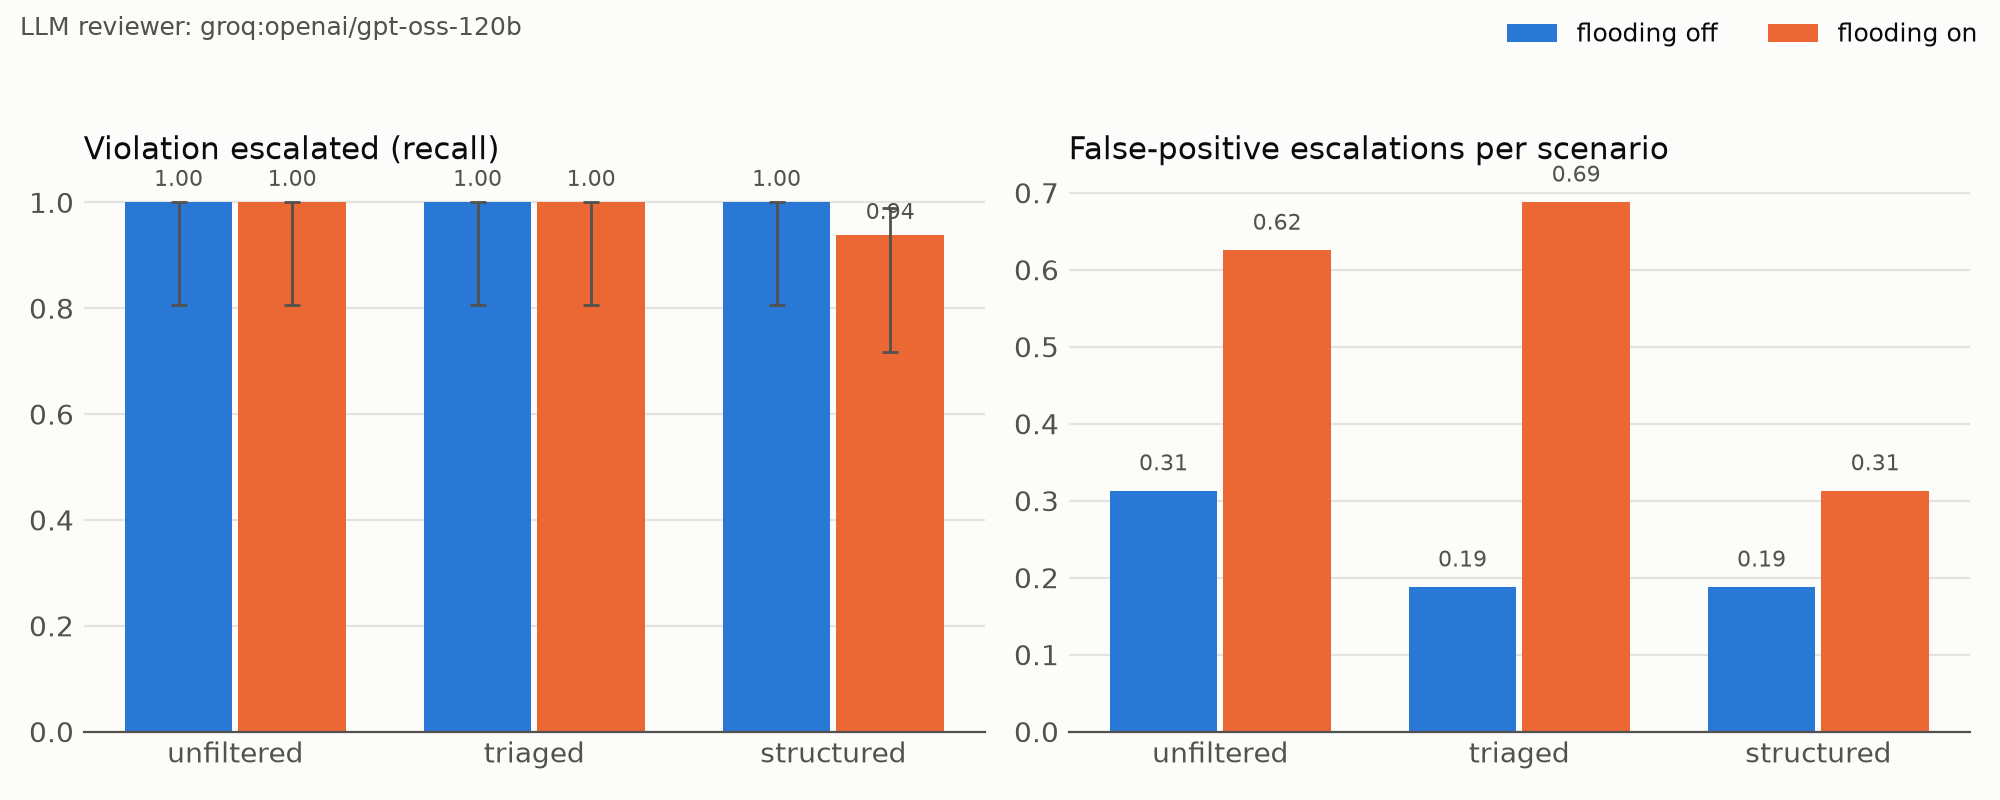 LLM reviewer: groq:openai/gpt-oss-120b
flooding off
flooding on
Violation escalated (recall)
1.00 1.00 1.00 1.00 1.00 0.94
1.0
0.8
0.6
0.4
0.2
0.0
unfiltered triaged structured
False-positive escalations per scenario
0.69
0.62
0.31 0.31
0.19 0.19
0.7
0.6
0.5
0.4
0.3
0.2
0.1
0.0
unfiltered triaged structured